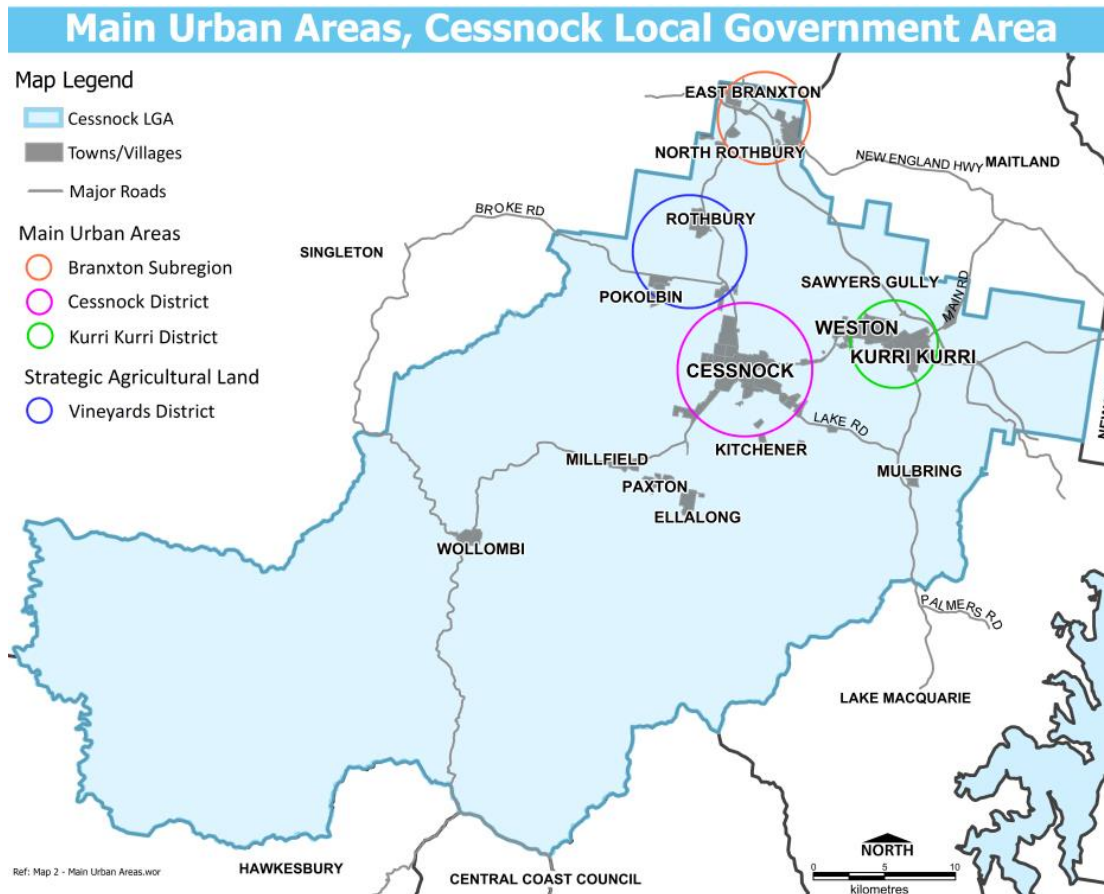 Main Urban Areas, Cessnock Local Government Area
Map Legend
Cessnock LGA
Towns/Villages
Major Roads
Main Urban Areas
Branxton Subregion
Cessnock District
Kurri Kurri District
Strategic Agricultural Land
Vineyards District
EAST BRANXTON
NORTH ROTHBURY
NEW ENGLAND HWY
MAITLAND
BROKE RD
ROTHBURY
SINGLETON
POKOLBIN
SAWYERS GULLY
MAIN RD
WESTON
KURRI KURRI
CESSNOCK
LAKE RD
KITCHENER
MILLFIELD
MULBRING
PAXTON
ELLALONG
WOLLOMBI
PALMERS RD
LAKE MACQUARIE
HAWKESBURY
CENTRAL COAST COUNCIL
NORTH
0 5 10
kilometres
Ref: Map 2 - Main Urban Areas.wor